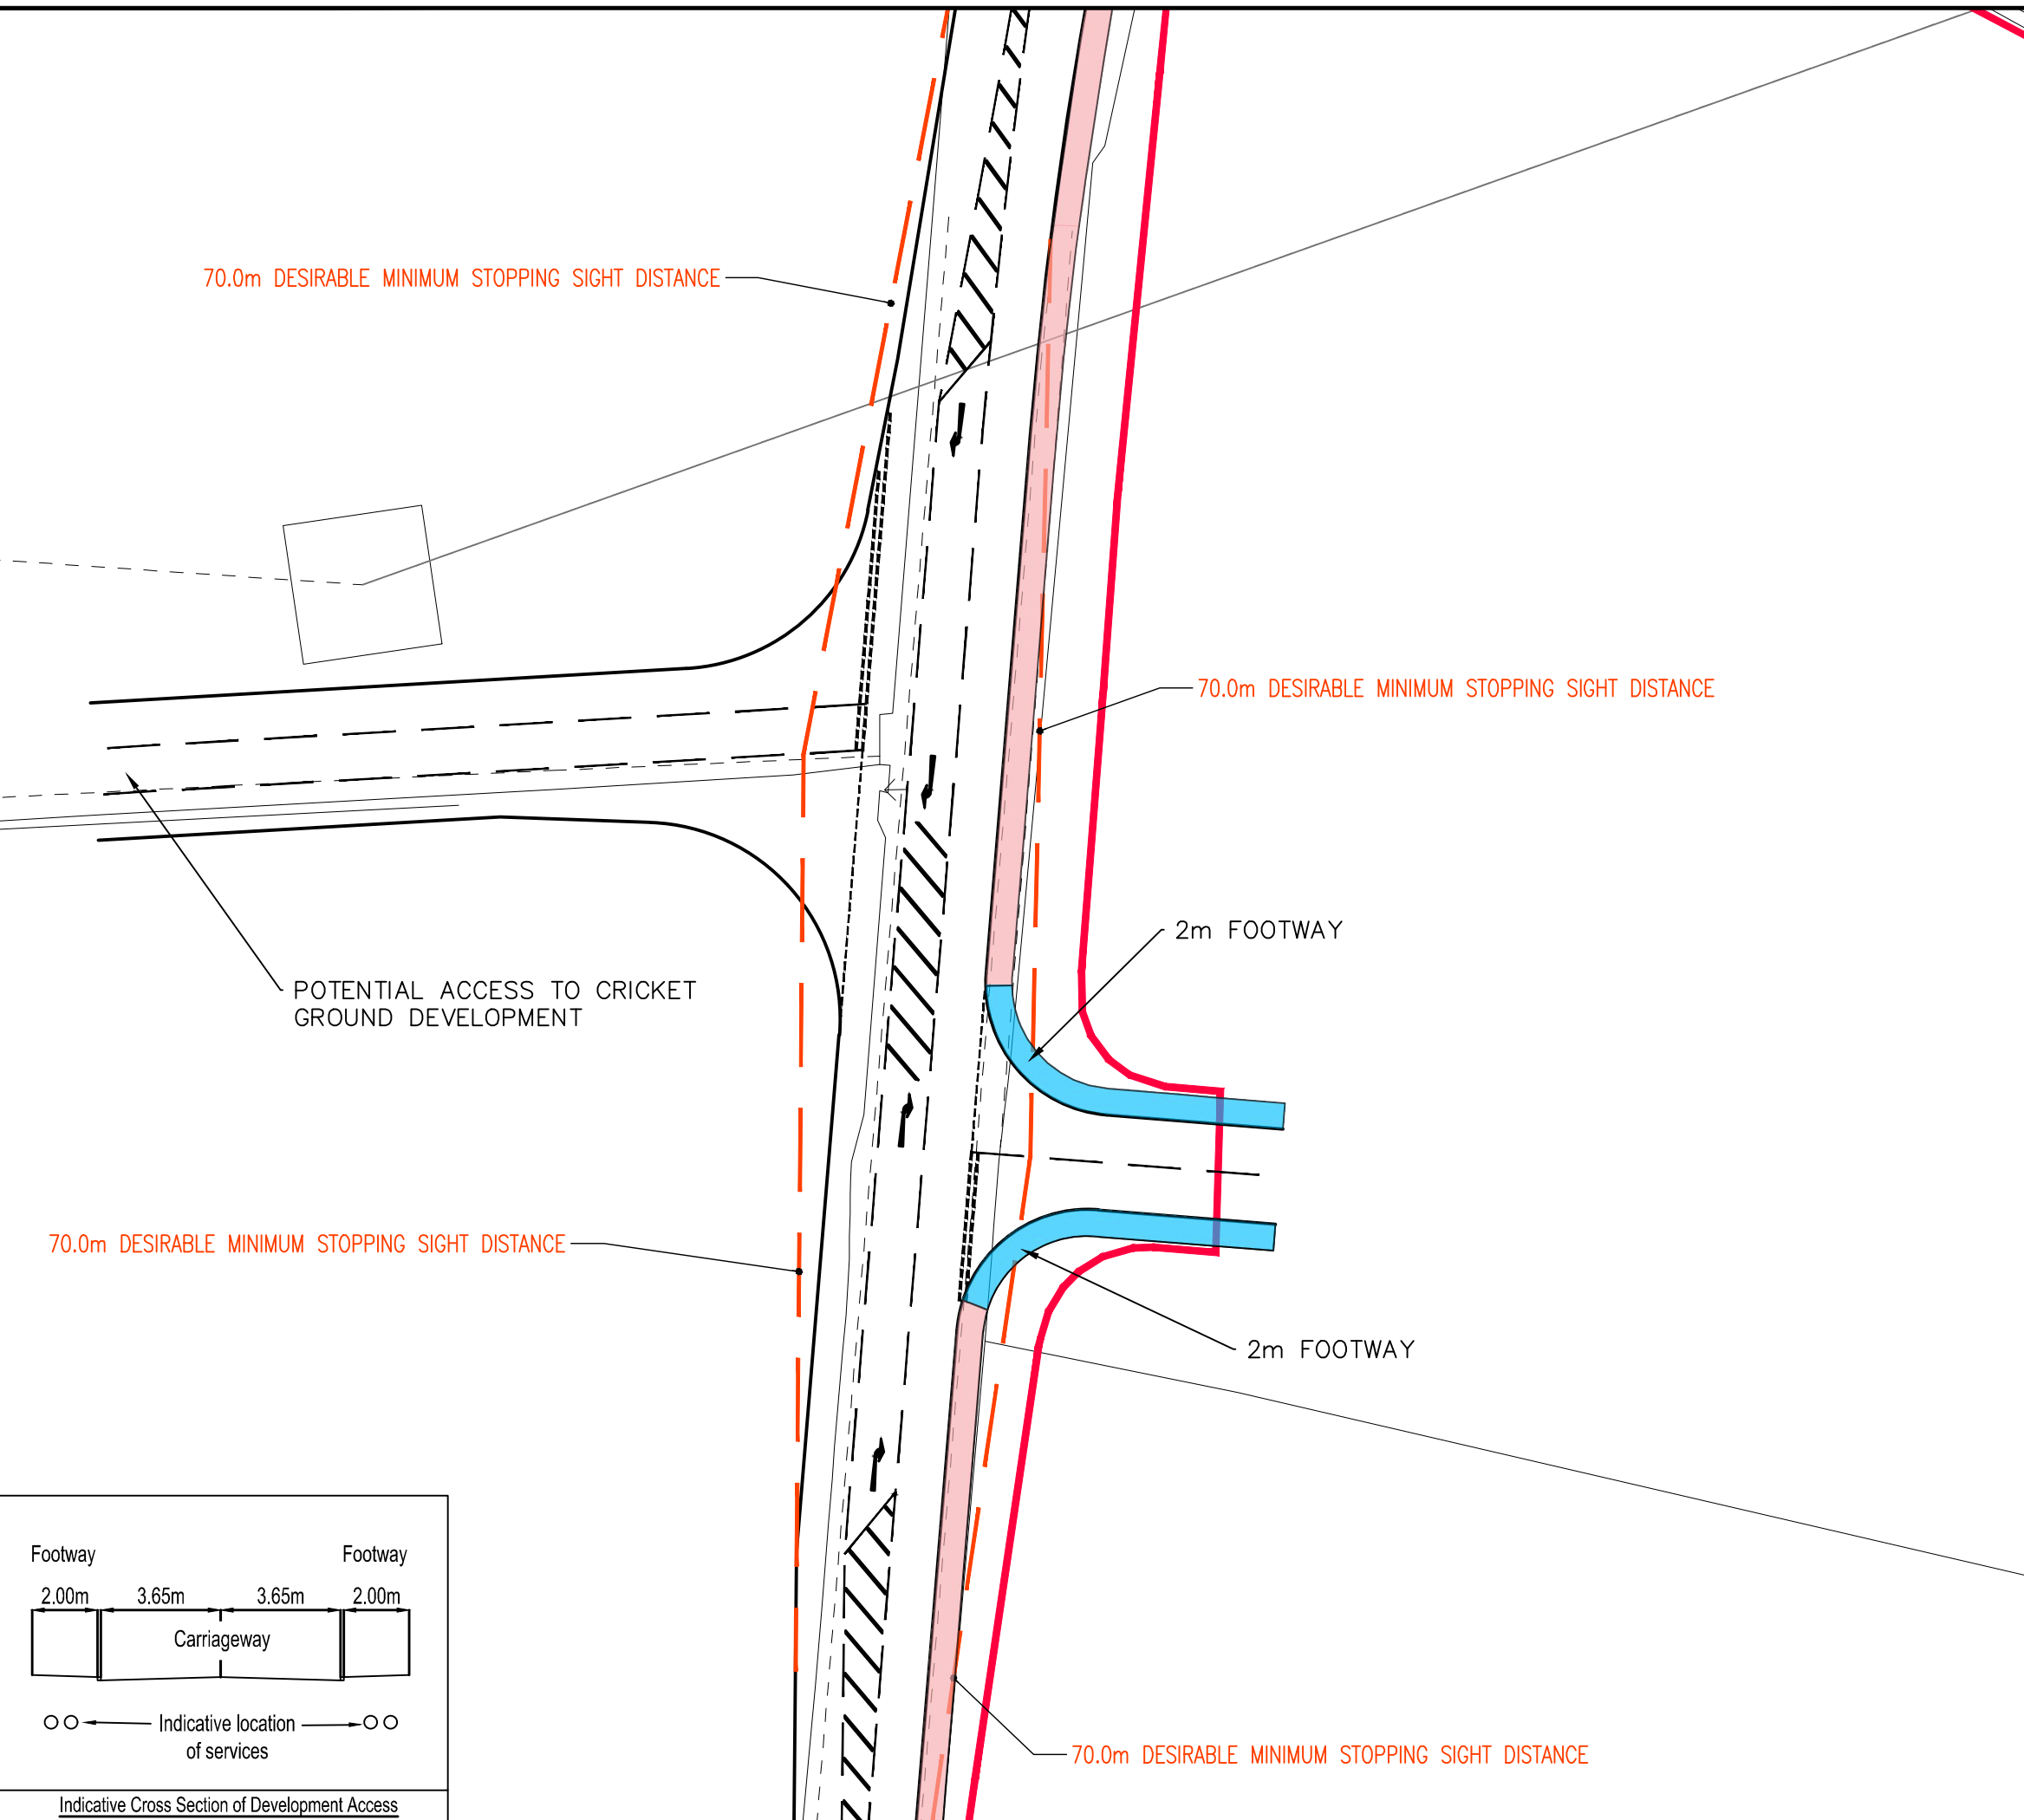 70.0m DESIRABLE MINIMUM STOPPING SIGHT DISTANCE
70.0m DESIRABLE MINIMUM STOPPING SIGHT DISTANCE
2m FOOTWAY
POTENTIAL ACCESS TO CRICKET
GROUND DEVELOPMENT
70.0m DESIRABLE MINIMUM STOPPING SIGHT DISTANCE
2m FOOTWAY
Footway Footway
2.00m 3.65m 3.65m 2.00m
Carriageway
Indicative location
of services
70.0m DESIRABLE MINIMUM STOPPING SIGHT DISTANCE
Indicative Cross Section of Development Access